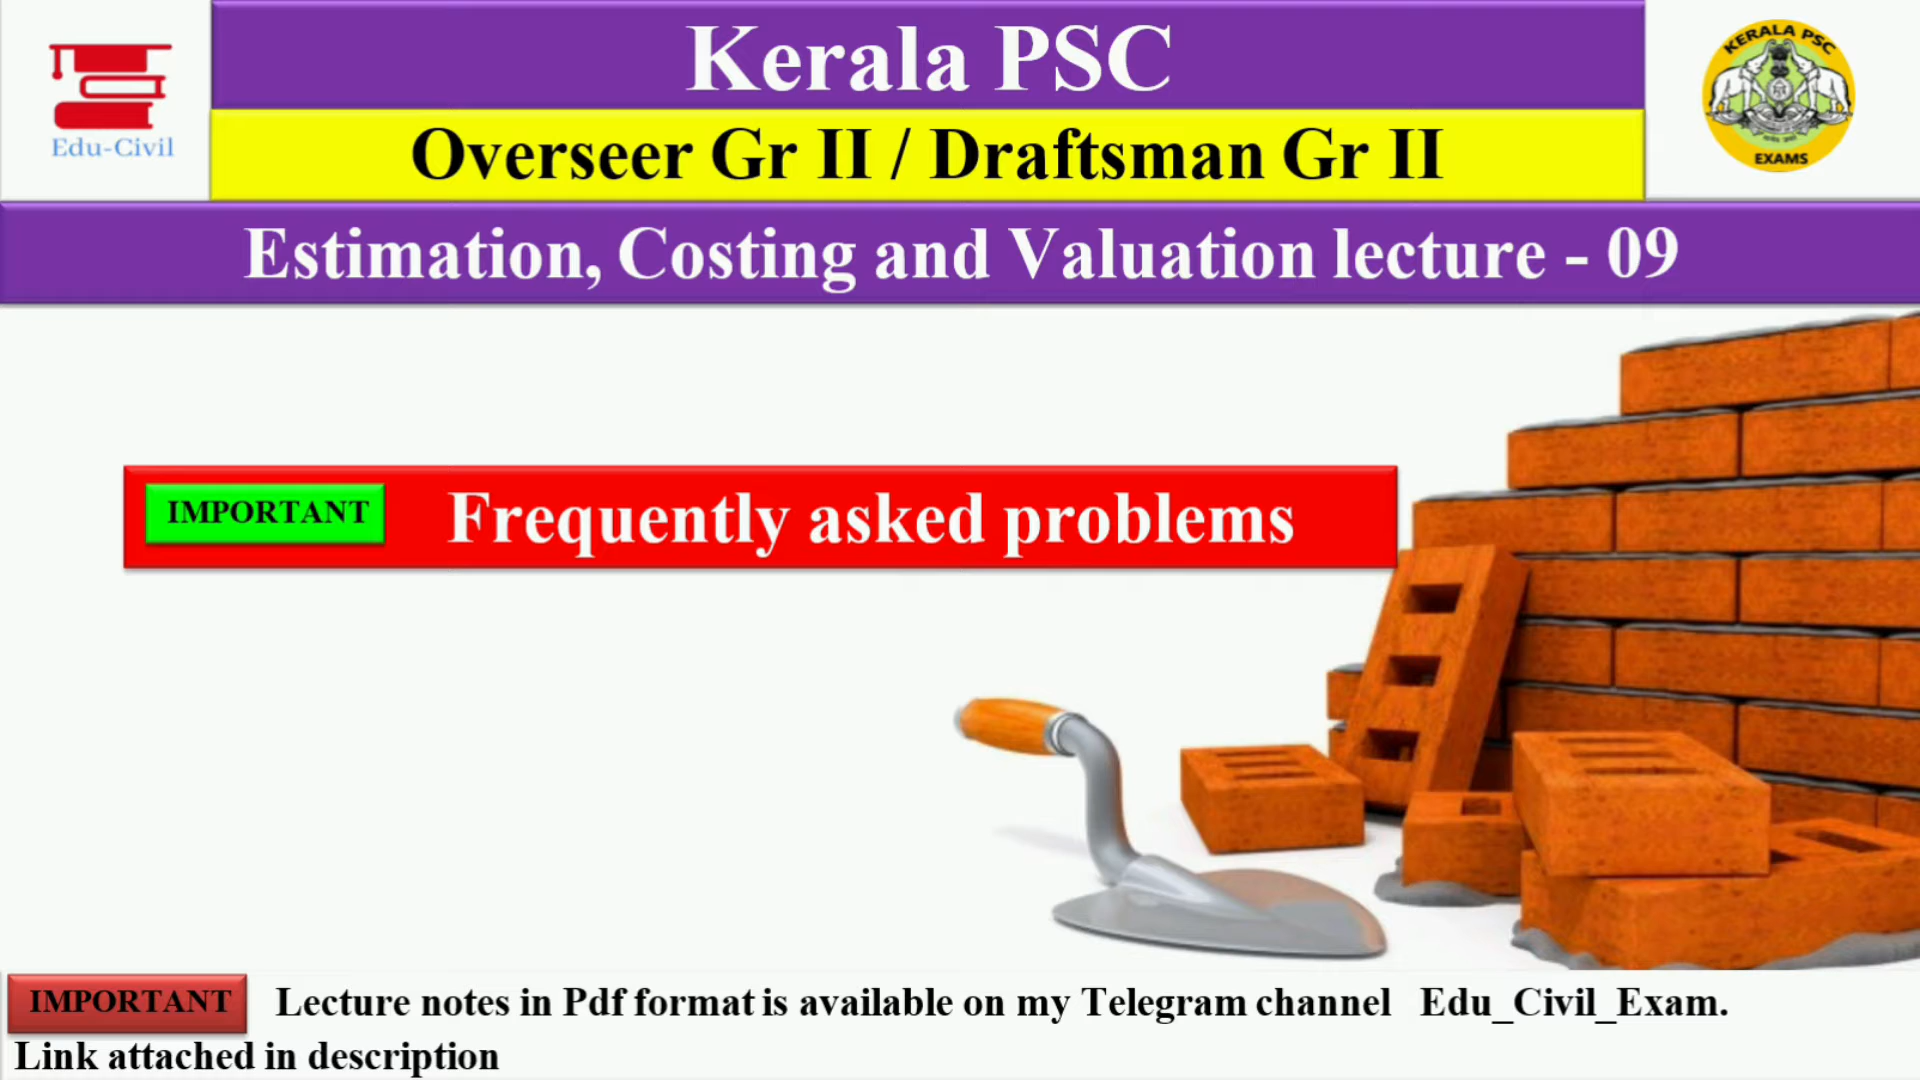 Kerala PSC
Overseer Gr II / Draftsman Gr II
Edu-Civil
KERALA PSC
EXAMS
Estimation, Costing and Valuation lecture - 09
IMPORTANT Frequently asked problems
IMPORTANT Lecture notes in Pdf format is available on my Telegram channel Edu_Civil_Exam.
Link attached in description